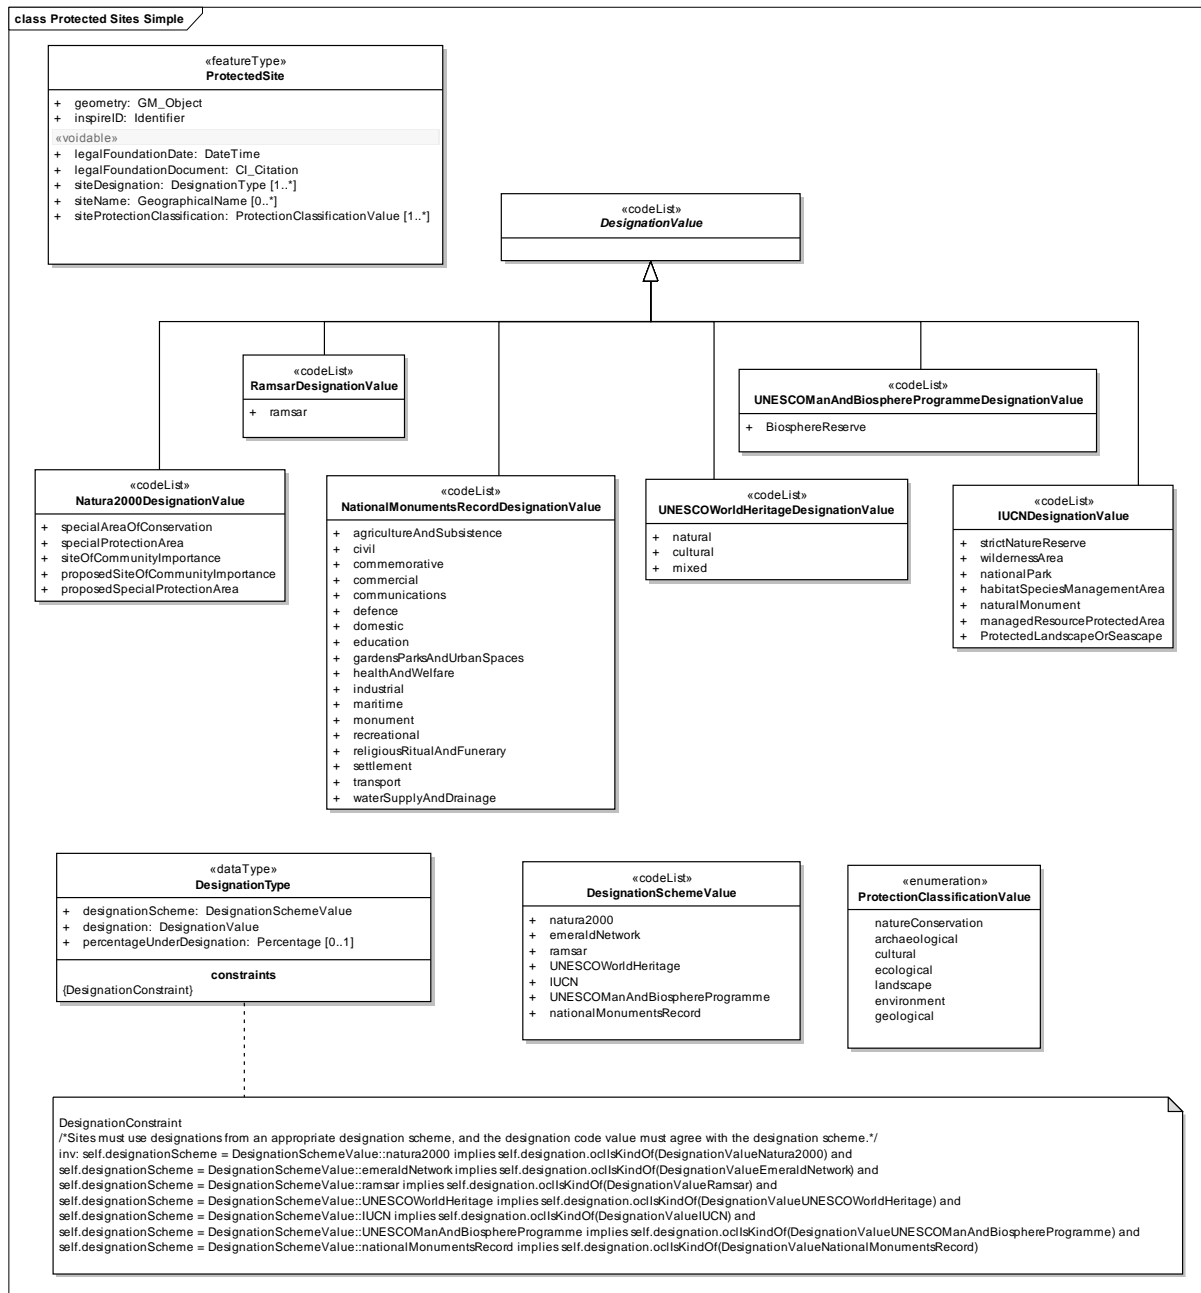 class Protected Sites Simple
«featureType»
ProtectedSite
+ geometry: GM_Object
+ inspireID: Identifier
«voidable»
+ legalFoundationDate: DateTime
+ legalFoundationDocument: CI_Citation
+ siteDesignation: DesignationType [1..*]
+ siteName: GeographicalName [0..*]
+ siteProtectionClassification: ProtectionClassificationValue [1..*]
«codeList»
DesignationValue
«codeList»
RamsarDesignationValue
+ ramsar
«codeList»
UNESCOManAndBiosphereProgrammeDesignationValue
+ BiosphereReserve
«codeList»
Natura2000DesignationValue
+ specialAreaOfConservation
+ specialProtectionArea
+ siteOfCommunityImportance
+ proposedSiteOfCommunityImportance
+ proposedSpecialProtectionArea
«codeList»
NationalMonumentsRecordDesignationValue
+ agricultureAndSubsistence
+ civil
+ commemorative
+ commercial
+ communications
+ defence
+ domestic
+ education
+ gardensParksAndUrbanSpaces
+ healthAndWelfare
+ industrial
+ maritime
+ monument
+ recreational
+ religiousRitualAndFunerary
+ settlement
+ transport
+ waterSupplyAndDrainage
«codeList»
UNESCOWorldHeritageDesignationValue
+ natural
+ cultural
+ mixed
«codeList»
IUCNDesignationValue
+ strictNatureReserve
+ wildernessArea
+ nationalPark
+ habitatSpeciesManagementArea
+ naturalMonument
+ managedResourceProtectedArea
+ ProtectedLandscapeOrSeascape
«dataType»
DesignationType
+ designationScheme: DesignationSchemeValue
+ designation: DesignationValue
+ percentageUnderDesignation: Percentage [0..1]
constraints
{DesignationConstraint}
«codeList»
DesignationSchemeValue
+ natura2000
+ emeraldNetwork
+ ramsar
+ UNESCOWorldHeritage
+ IUCN
+ UNESCOManAndBiosphereProgramme
+ nationalMonumentsRecord
«enumeration»
ProtectionClassificationValue
natureConservation
archaeological
cultural
ecological
landscape
environment
geological
DesignationConstraint
/*Sites must use designations from an appropriate designation scheme, and the designation code value must agree with the designation scheme.*/
inv: self.designationScheme = DesignationSchemeValue::natura2000 implies self.designation.oclIsKindOf(DesignationValueNatura2000) and
self.designationScheme = DesignationSchemeValue::emeraldNetwork implies self.designation.oclIsKindOf(DesignationValueEmeraldNetwork) and
self.designationScheme = DesignationSchemeValue::ramsar implies self.designation.oclIsKindOf(DesignationValueRamsar) and
self.designationScheme = DesignationSchemeValue::UNESCOWorldHeritage implies self.designation.oclIsKindOf(DesignationValueUNESCOWorldHeritage) and
self.designationScheme = DesignationSchemeValue::IUCN implies self.designation.oclIsKindOf(DesignationValueIUCN) and
self.designationScheme = DesignationSchemeValue::UNESCOManAndBiosphereProgramme implies self.designation.oclIsKindOf(DesignationValueUNESCOManAndBiosphereProgramme) and
self.designationScheme = DesignationSchemeValue::nationalMonumentsRecord implies self.designation.oclIsKindOf(DesignationValueNationalMonumentsRecord)